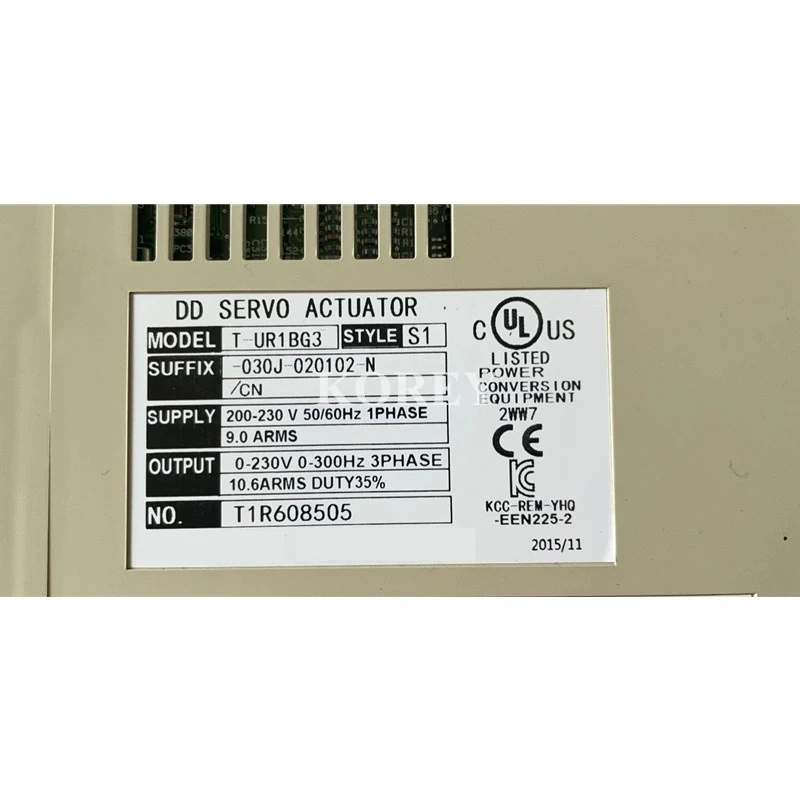 DD SERVO ACTUATOR
MODEL T-UR1BG3 STYLE S1
SUFFIX -030J-020102-N
/CN
SUPPLY 200-230 V 50/60Hz 1PHASE
9.0 ARMS
OUTPUT 0-230V 0-300Hz 3PHASE
10.6ARMS DUTY35%
NO. T1R608505
KOREY
C UL US
LISTED
POWER
CONVERSION
EQUIPMENT
2WW7
CE
KCC-REM-YHQ
-EEN225-2
2015/11